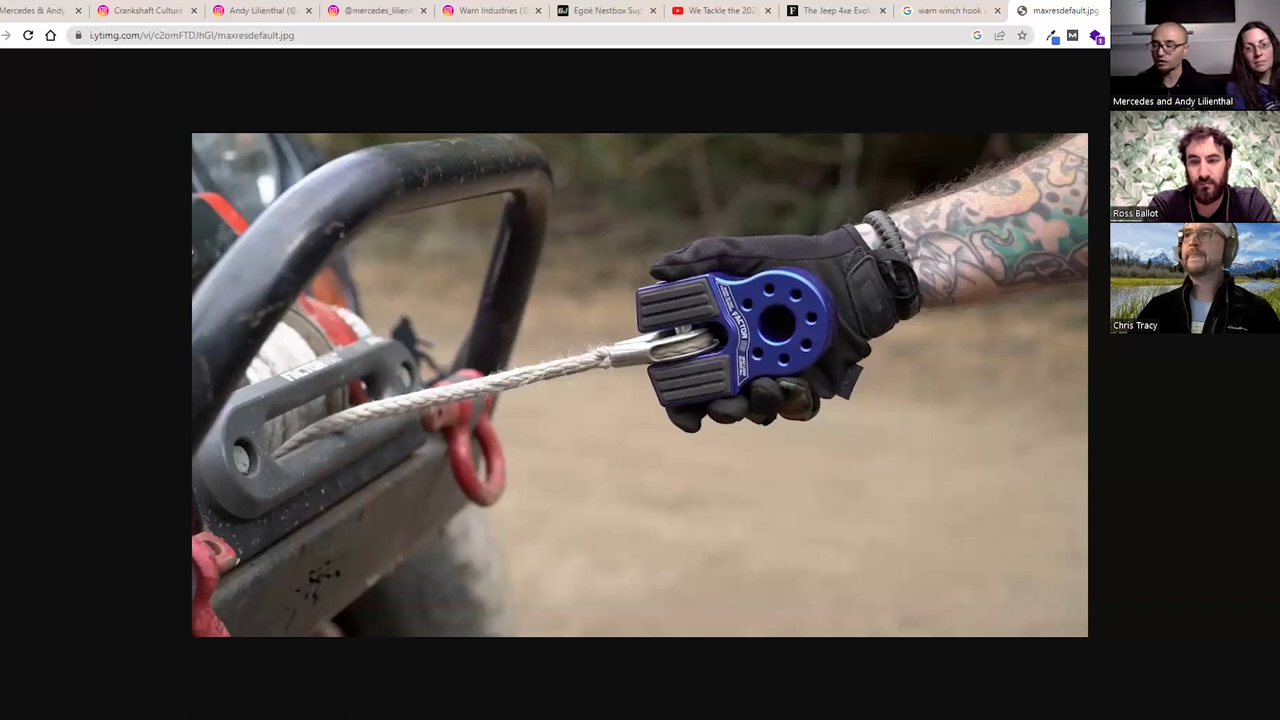 Mercedes & Andy
Crankshaft Culture
Andy Lilienthal (@
@mercedes_lilient
Warn Industries (@
Egoé Nestbox Sup
We Tackle the 202
The Jeep 4xe Evol
warn winch hook
maxresdefault.jpg
i.ytimg.com/vi/c2omFTDJhGI/maxresdefault.jpg
Mercedes and Andy Lilienthal
Ross Ballot
Chris Tracy
FACTOR